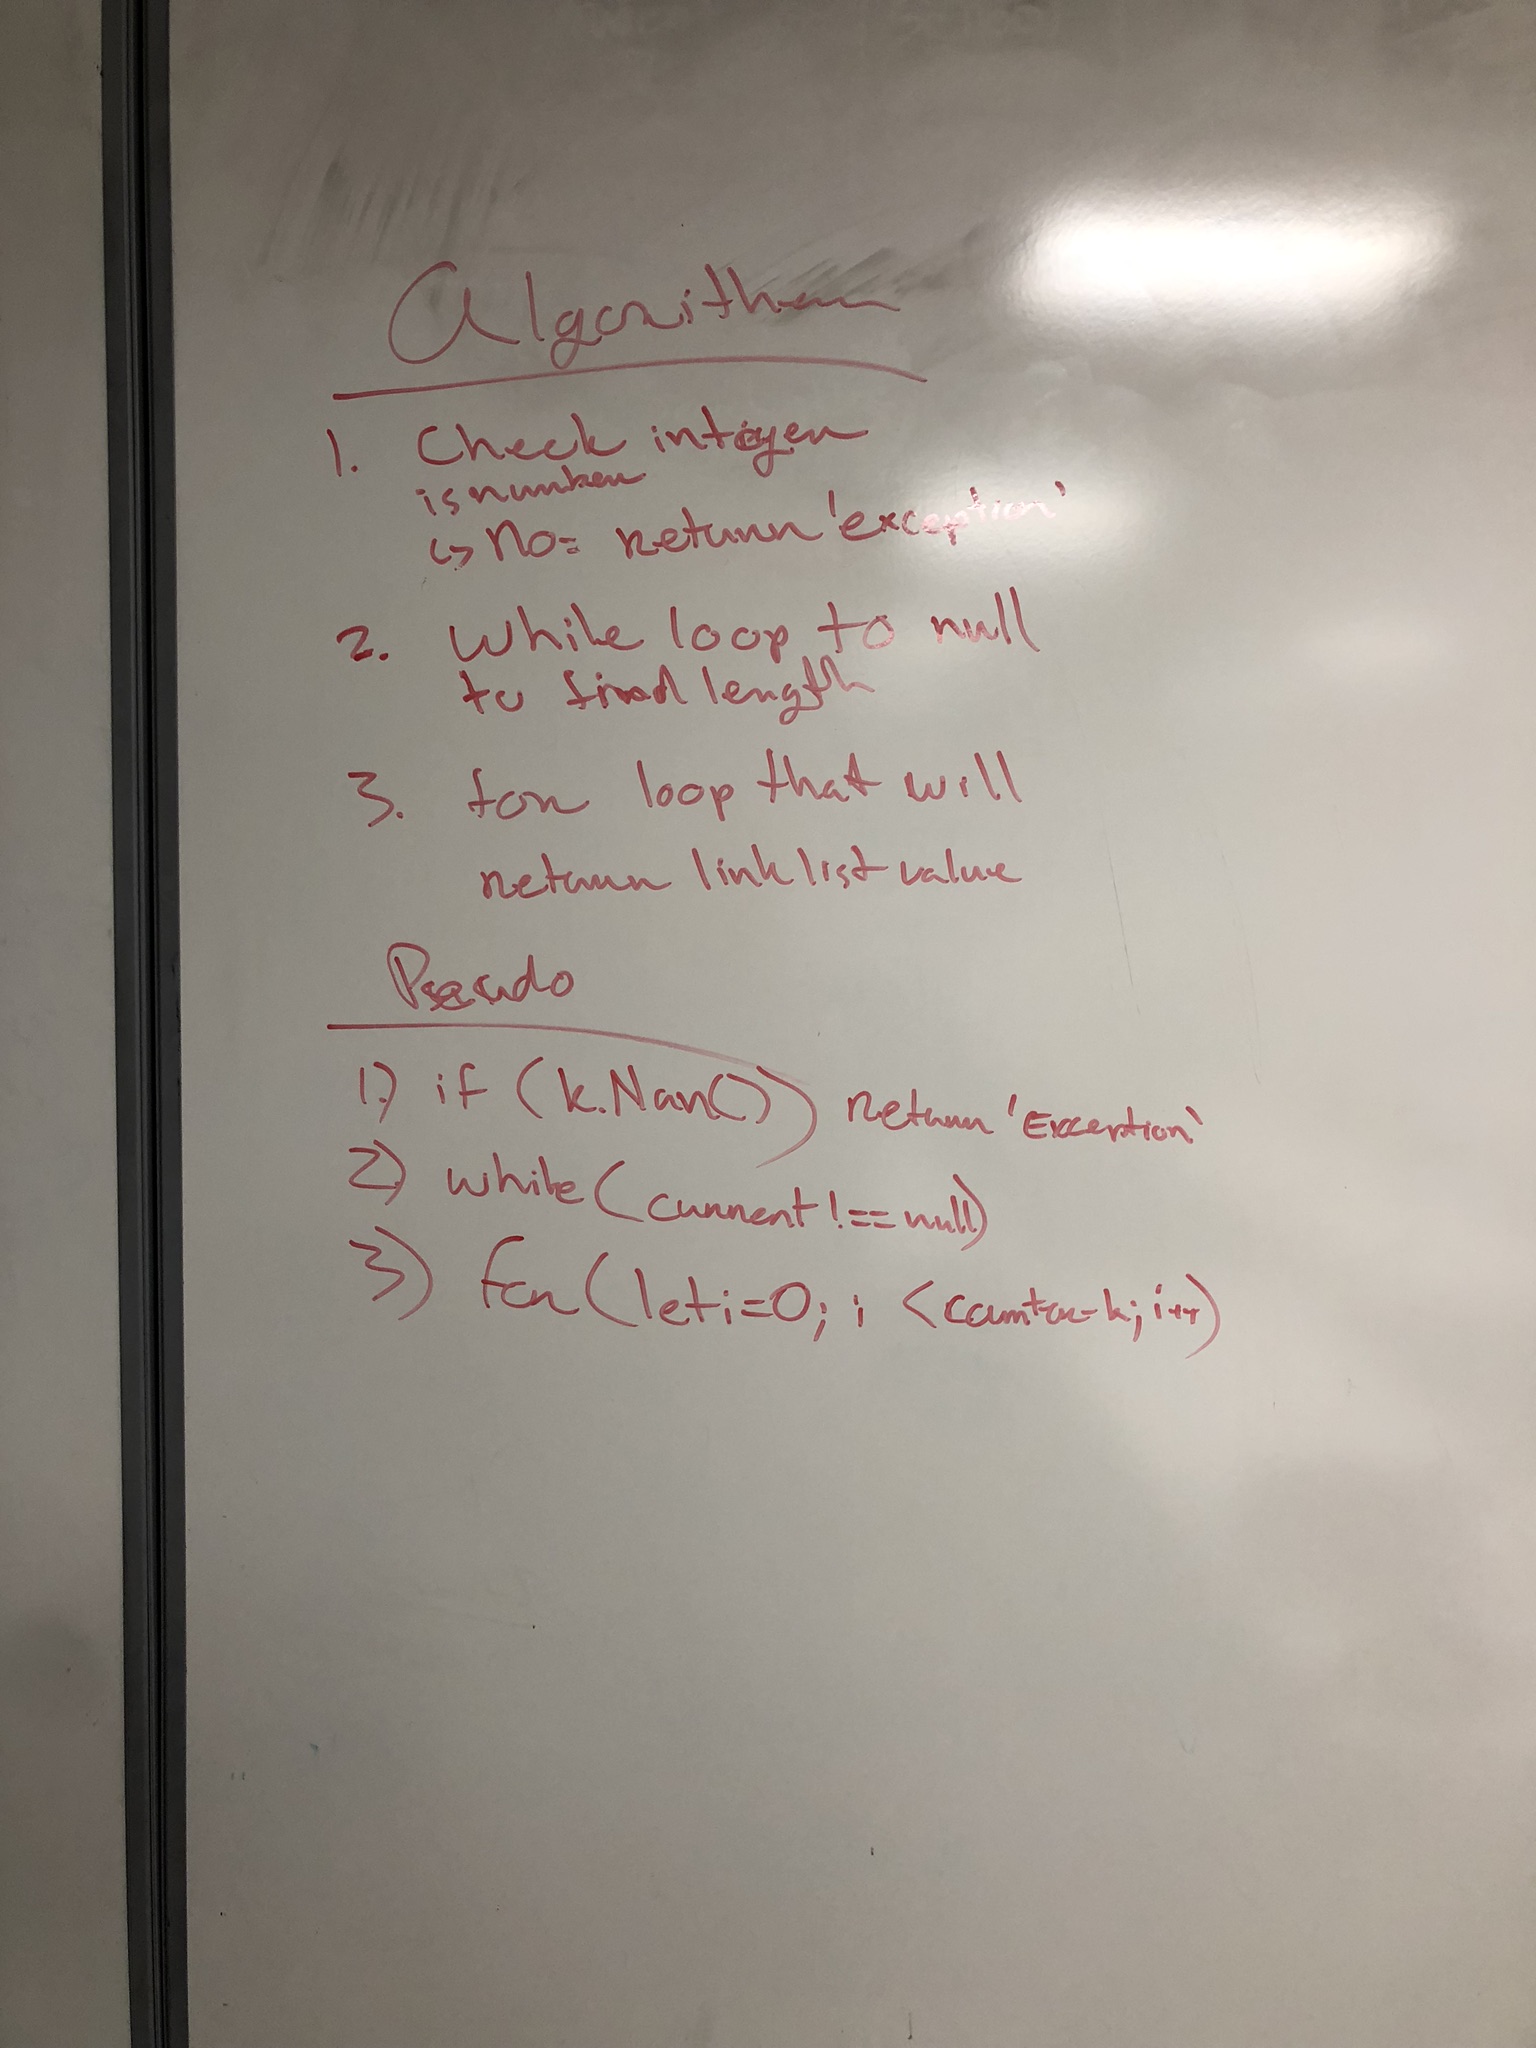 Algorithm
1. Check integer
is number
↳ No = return 'exception'
2. while loop to null
to find length
3. for loop that will
return link list value
Pseudo
1.) if (k.Nan()) return 'Exception'
2) while (current !== null)
3) for (let i=0; i < counter-k; i++)